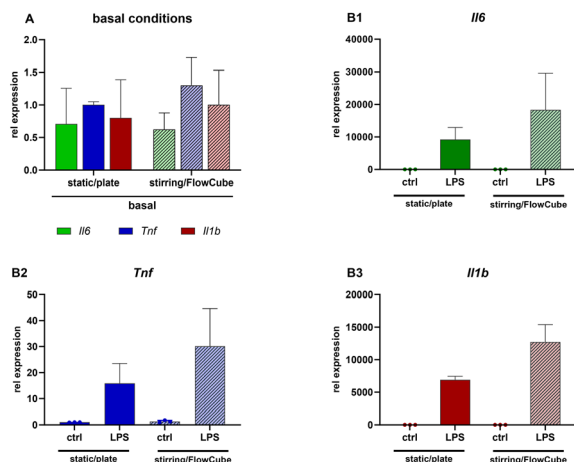 A
basal conditions
rel expression
2.0
1.5
1.0
0.5
0.0
static/plate
stirring/FlowCube
basal
Il6
Tnf
Il1b
B1
Il6
rel expression
40000
30000
20000
10000
0
ctrl
LPS
ctrl
LPS
static/plate
stirring/FlowCube
B2
Tnf
rel expression
50
40
30
20
10
0
ctrl
LPS
ctrl
LPS
static/plate
stirring/FlowCube
B3
Il1b
rel expression
20000
15000
10000
5000
0
ctrl
LPS
ctrl
LPS
static/plate
stirring/FlowCube